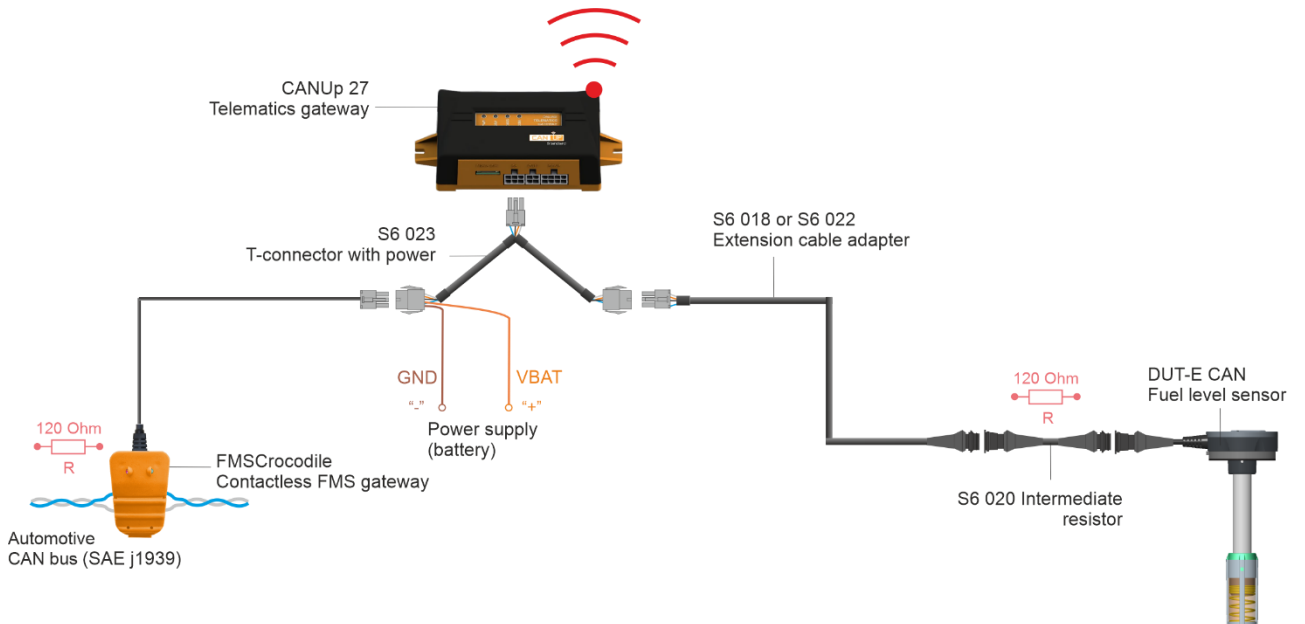 CANUp 27
Telematics gateway
S6 023
T-connector with power
S6 018 or S6 022
Extension cable adapter
GND
VBAT
“-”
“+”
Power supply
(battery)
120 Ohm
R
FMSCrocodile
Contactless FMS gateway
Automotive
CAN bus (SAE j1939)
120 Ohm
R
DUT-E CAN
Fuel level sensor
S6 020 Intermediate
resistor